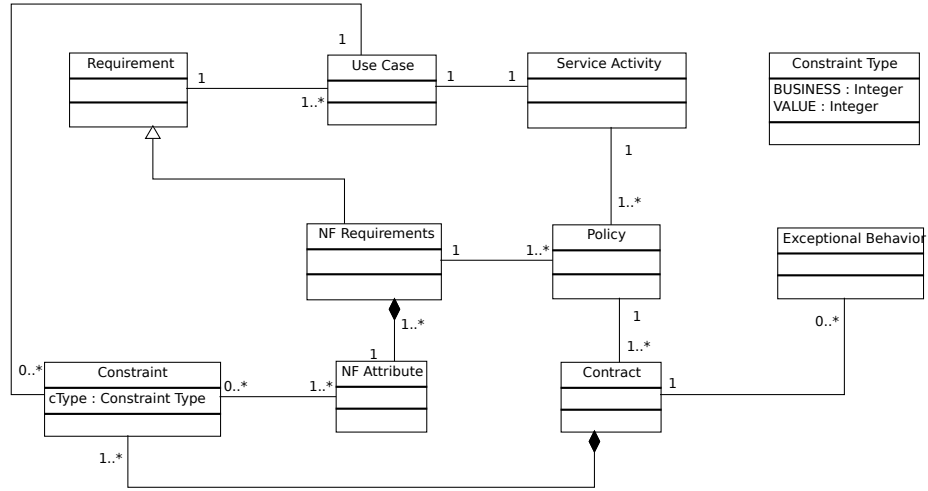 1
Requirement
Use Case
Service Activity
Constraint Type
1
1
1
BUSINESS : Integer
1..*
VALUE : Integer
1
1..*
NF Requirements
Policy
Exceptional Behavior
1
1..*
1..*
1
0..*
1
1..*
0..*
Constraint
NF Attribute
Contract
0..*
1..*
1
cType : Constraint Type
1..*